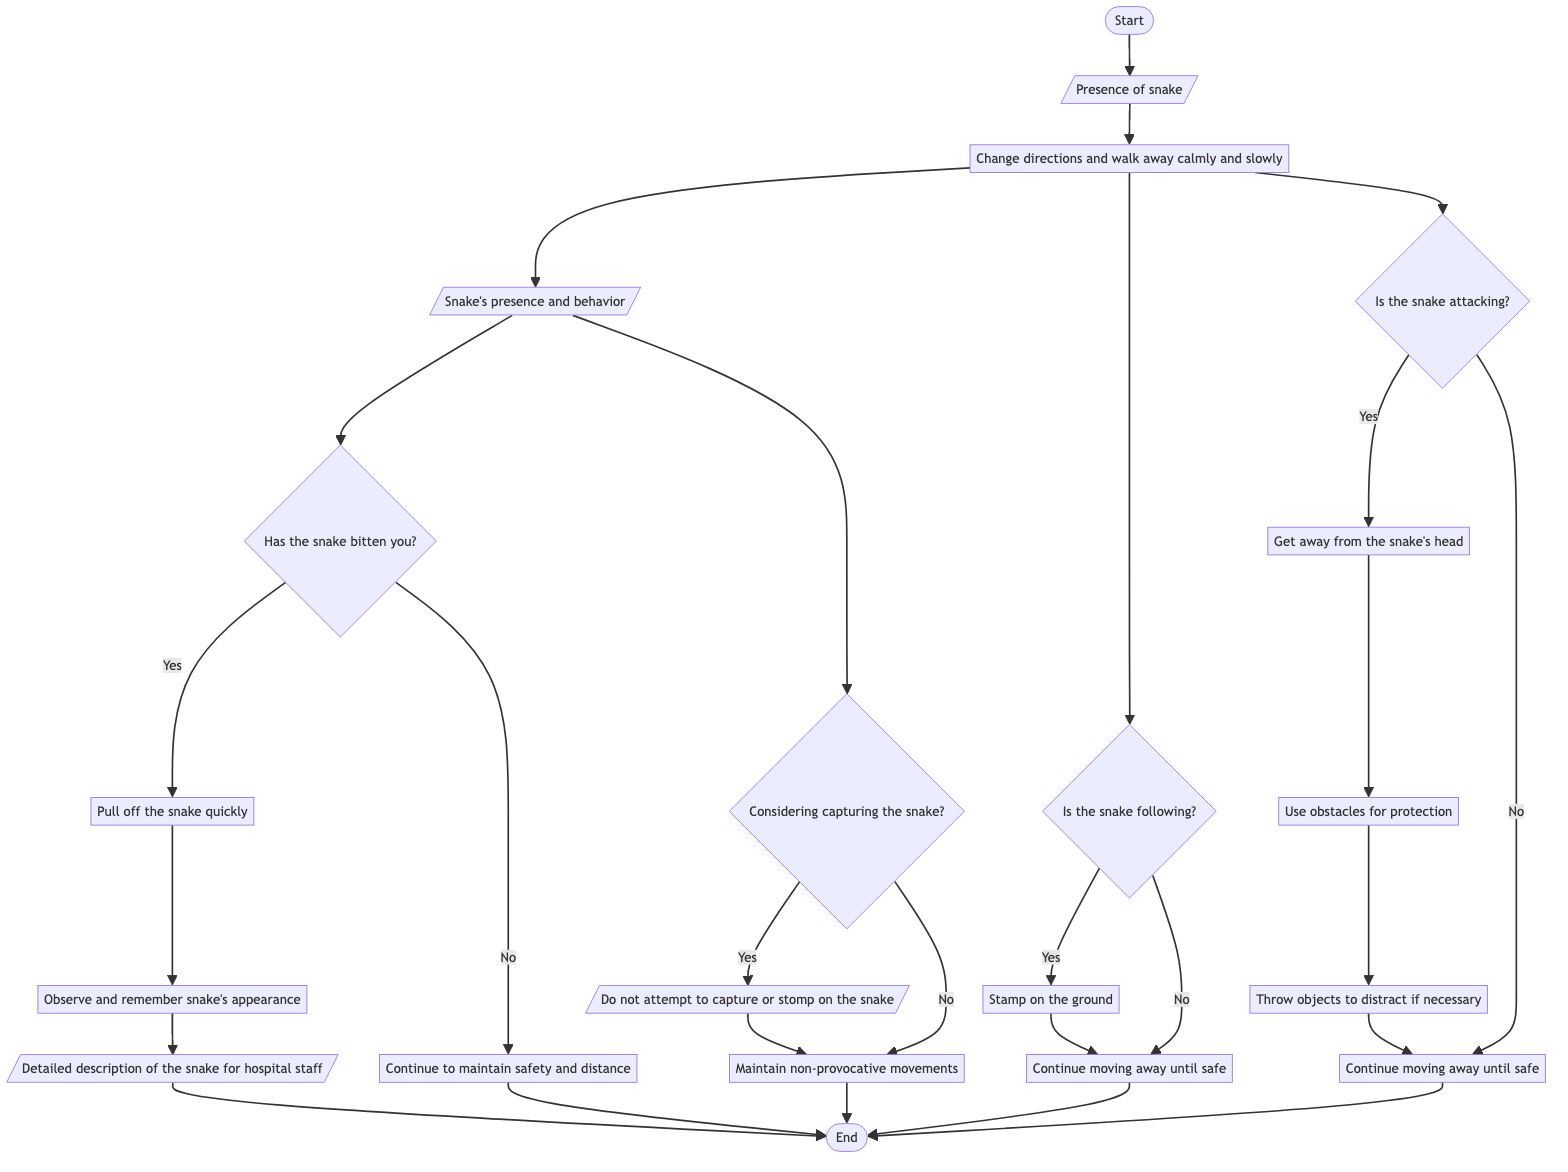 Start
Presence of snake
Change directions and walk away calmly and slowly
Snake's presence and behavior
Is the snake attacking?
Yes
Has the snake bitten you?
Get away from the snake's head
Yes
Pull off the snake quickly
Considering capturing the snake?
Is the snake following?
Use obstacles for protection
No
No
Yes
Yes
Observe and remember snake's appearance
Do not attempt to capture or stomp on the snake
No
Stamp on the ground
No
Throw objects to distract if necessary
Detailed description of the snake for hospital staff
Continue to maintain safety and distance
Maintain non-provocative movements
Continue moving away until safe
Continue moving away until safe
End